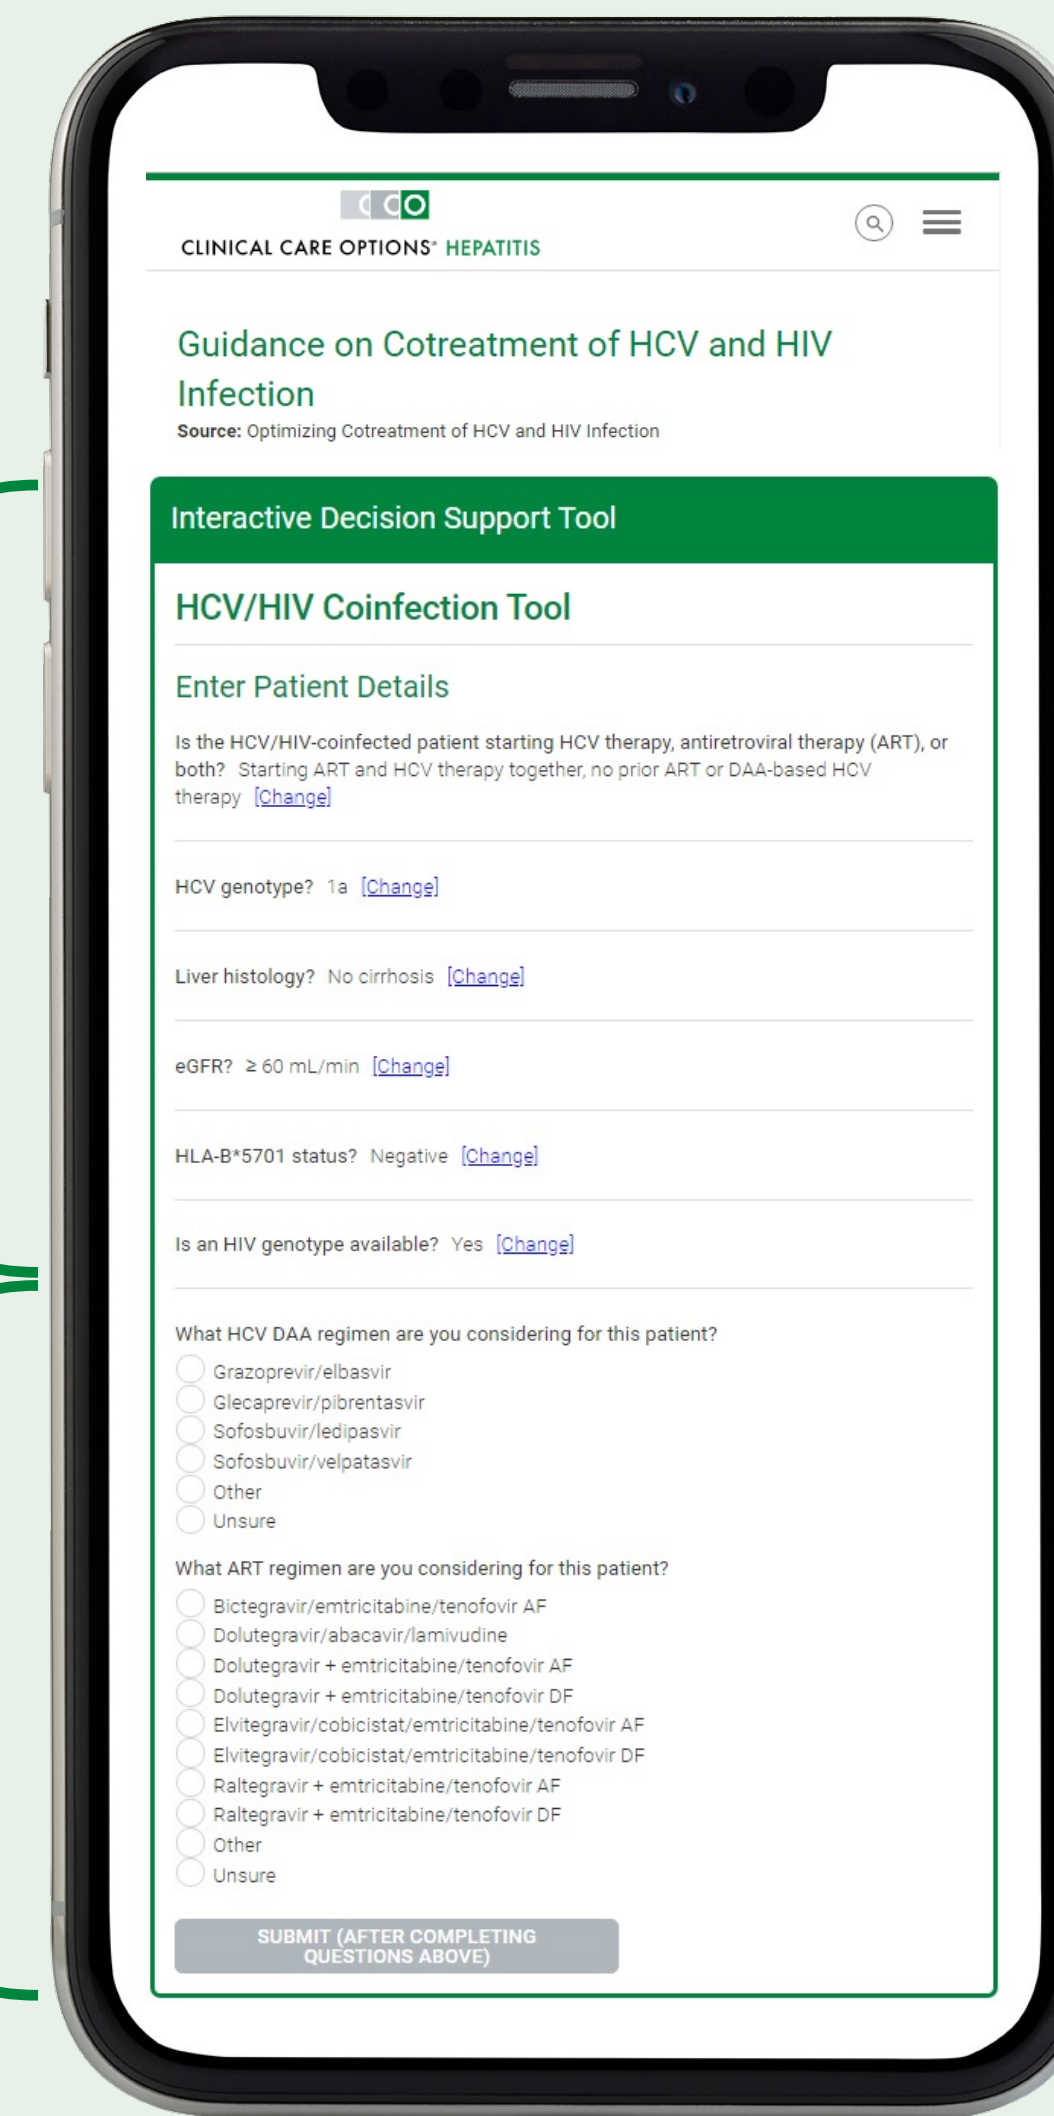 CCO
CLINICAL CARE OPTIONS® HEPATITIS
Guidance on Cotreatment of HCV and HIV
Infection
Source: Optimizing Cotreatment of HCV and HIV Infection
Interactive Decision Support Tool
HCV/HIV Coinfection Tool
Enter Patient Details
Is the HCV/HIV-coinfected patient starting HCV therapy, antiretroviral therapy (ART), or
both? Starting ART and HCV therapy together, no prior ART or DAA-based HCV
therapy [Change]
HCV genotype? 1a [Change]
Liver histology? No cirrhosis [Change]
eGFR? ≥ 60 mL/min [Change]
HLA-B*5701 status? Negative [Change]
Is an HIV genotype available? Yes [Change]
What HCV DAA regimen are you considering for this patient?
Grazoprevir/elbasvir
Glecaprevir/pibrentasvir
Sofosbuvir/ledipasvir
Sofosbuvir/velpatasvir
Other
Unsure
What ART regimen are you considering for this patient?
Bictegravir/emtricitabine/tenofovir AF
Dolutegravir/abacavir/lamivudine
Dolutegravir + emtricitabine/tenofovir AF
Dolutegravir + emtricitabine/tenofovir DF
Elvitegravir/cobicistat/emtricitabine/tenofovir AF
Elvitegravir/cobicistat/emtricitabine/tenofovir DF
Raltegravir + emtricitabine/tenofovir AF
Raltegravir + emtricitabine/tenofovir DF
Other
Unsure
SUBMIT (AFTER COMPLETING
QUESTIONS ABOVE)